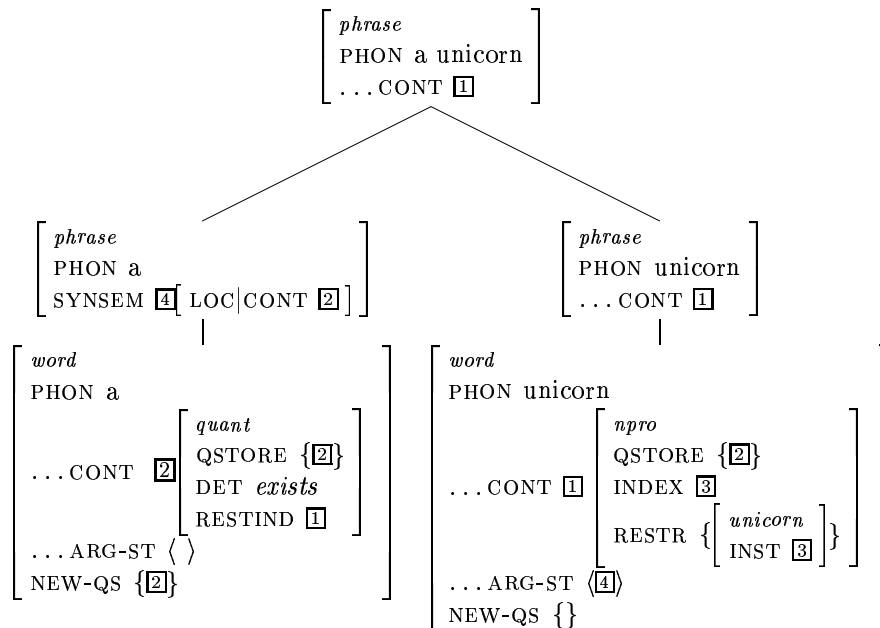 phrase
PHON a unicorn
...CONT 1
phrase
PHON a
SYNSEM 4[ LOC|CONT 2 ]
phrase
PHON unicorn
...CONT 1
word
PHON a
...CONT 2
quant
QSTORE {2}
DET exists
RESTIND 1
...ARG-ST ⟨ ⟩
NEW-QS {2}
word
PHON unicorn
...CONT 1
npro
QSTORE {2}
INDEX 3
RESTR {[unicorn
INST 3]}
...ARG-ST ⟨4⟩
NEW-QS {}